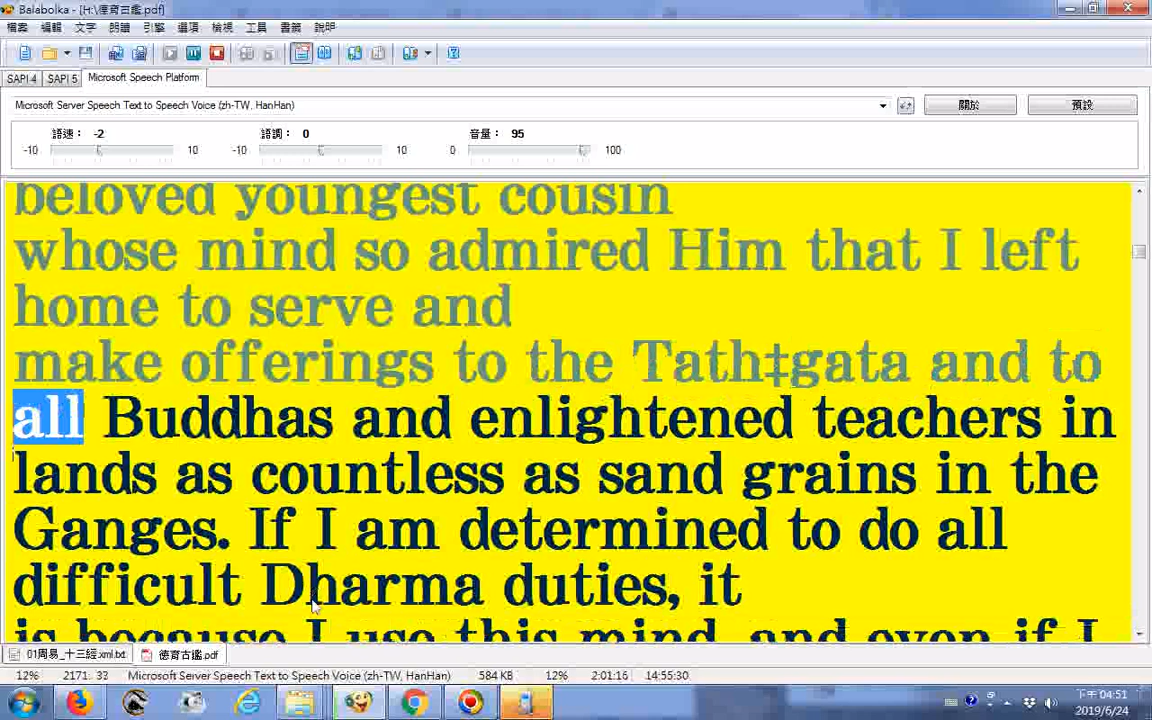 Balabolka - [H:\德育古鑑.pdf]
檔案 編輯 文字 朗讀 引擎 選項 檢視 工具 書籤 說明
SAPI 4 SAPI 5 Microsoft Speech Platform
Microsoft Server Speech Text to Speech Voice (zh-TW, HanHan) 關於 預設
語速： -2 語調： 0 音量： 95
-10 10 -10 10 0 100
beloved youngest cousin
whose mind so admired Him that I left
home to serve and
make offerings to the Tath‡gata and to
all Buddhas and enlightened teachers in
lands as countless as sand grains in the
Ganges. If I am determined to do all
difficult Dharma duties, it
is because I use this mind, and even if I
01周易_十三經.xml.txt 德育古鑑.pdf
12% 2171: 33 Microsoft Server Speech Text to Speech Voice (zh-TW, HanHan) 584 KB 12% 2:01:16 14:55:30
下午 04:51
2019/6/24